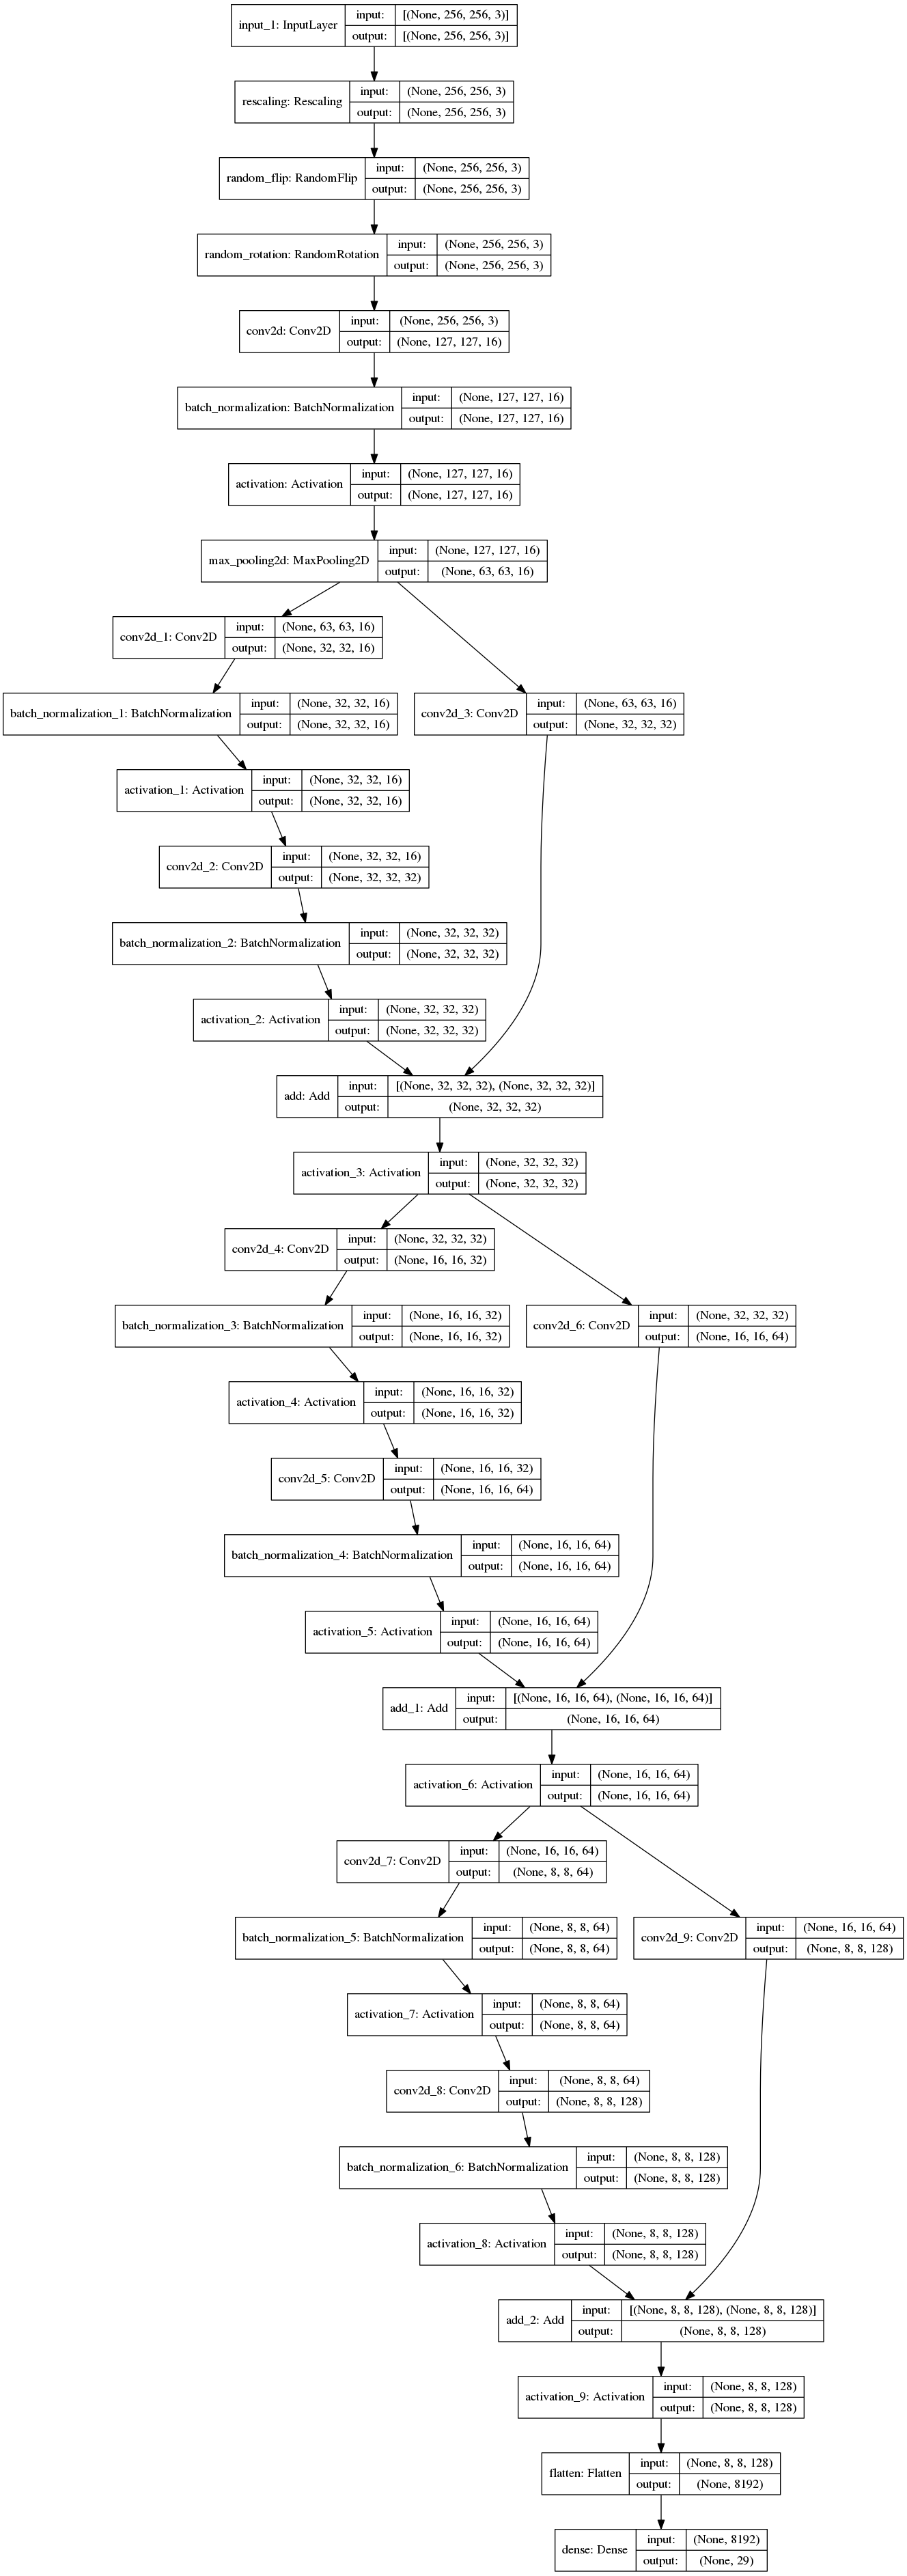 input_1: InputLayer
input: [(None, 256, 256, 3)]
output: [(None, 256, 256, 3)]
rescaling: Rescaling
input: (None, 256, 256, 3)
output: (None, 256, 256, 3)
random_flip: RandomFlip
input: (None, 256, 256, 3)
output: (None, 256, 256, 3)
random_rotation: RandomRotation
input: (None, 256, 256, 3)
output: (None, 256, 256, 3)
conv2d: Conv2D
input: (None, 256, 256, 3)
output: (None, 127, 127, 16)
batch_normalization: BatchNormalization
input: (None, 127, 127, 16)
output: (None, 127, 127, 16)
activation: Activation
input: (None, 127, 127, 16)
output: (None, 127, 127, 16)
max_pooling2d: MaxPooling2D
input: (None, 127, 127, 16)
output: (None, 63, 63, 16)
conv2d_1: Conv2D
input: (None, 63, 63, 16)
output: (None, 32, 32, 16)
batch_normalization_1: BatchNormalization
input: (None, 32, 32, 16)
output: (None, 32, 32, 16)
conv2d_3: Conv2D
input: (None, 63, 63, 16)
output: (None, 32, 32, 32)
activation_1: Activation
input: (None, 32, 32, 16)
output: (None, 32, 32, 16)
conv2d_2: Conv2D
input: (None, 32, 32, 16)
output: (None, 32, 32, 32)
batch_normalization_2: BatchNormalization
input: (None, 32, 32, 32)
output: (None, 32, 32, 32)
activation_2: Activation
input: (None, 32, 32, 32)
output: (None, 32, 32, 32)
add: Add
input: [(None, 32, 32, 32), (None, 32, 32, 32)]
output: (None, 32, 32, 32)
activation_3: Activation
input: (None, 32, 32, 32)
output: (None, 32, 32, 32)
conv2d_4: Conv2D
input: (None, 32, 32, 32)
output: (None, 16, 16, 32)
batch_normalization_3: BatchNormalization
input: (None, 16, 16, 32)
output: (None, 16, 16, 32)
conv2d_6: Conv2D
input: (None, 32, 32, 32)
output: (None, 16, 16, 64)
activation_4: Activation
input: (None, 16, 16, 32)
output: (None, 16, 16, 32)
conv2d_5: Conv2D
input: (None, 16, 16, 32)
output: (None, 16, 16, 64)
batch_normalization_4: BatchNormalization
input: (None, 16, 16, 64)
output: (None, 16, 16, 64)
activation_5: Activation
input: (None, 16, 16, 64)
output: (None, 16, 16, 64)
add_1: Add
input: [(None, 16, 16, 64), (None, 16, 16, 64)]
output: (None, 16, 16, 64)
activation_6: Activation
input: (None, 16, 16, 64)
output: (None, 16, 16, 64)
conv2d_7: Conv2D
input: (None, 16, 16, 64)
output: (None, 8, 8, 64)
batch_normalization_5: BatchNormalization
input: (None, 8, 8, 64)
output: (None, 8, 8, 64)
conv2d_9: Conv2D
input: (None, 16, 16, 64)
output: (None, 8, 8, 128)
activation_7: Activation
input: (None, 8, 8, 64)
output: (None, 8, 8, 64)
conv2d_8: Conv2D
input: (None, 8, 8, 64)
output: (None, 8, 8, 128)
batch_normalization_6: BatchNormalization
input: (None, 8, 8, 128)
output: (None, 8, 8, 128)
activation_8: Activation
input: (None, 8, 8, 128)
output: (None, 8, 8, 128)
add_2: Add
input: [(None, 8, 8, 128), (None, 8, 8, 128)]
output: (None, 8, 8, 128)
activation_9: Activation
input: (None, 8, 8, 128)
output: (None, 8, 8, 128)
flatten: Flatten
input: (None, 8, 8, 128)
output: (None, 8192)
dense: Dense
input: (None, 8192)
output: (None, 29)